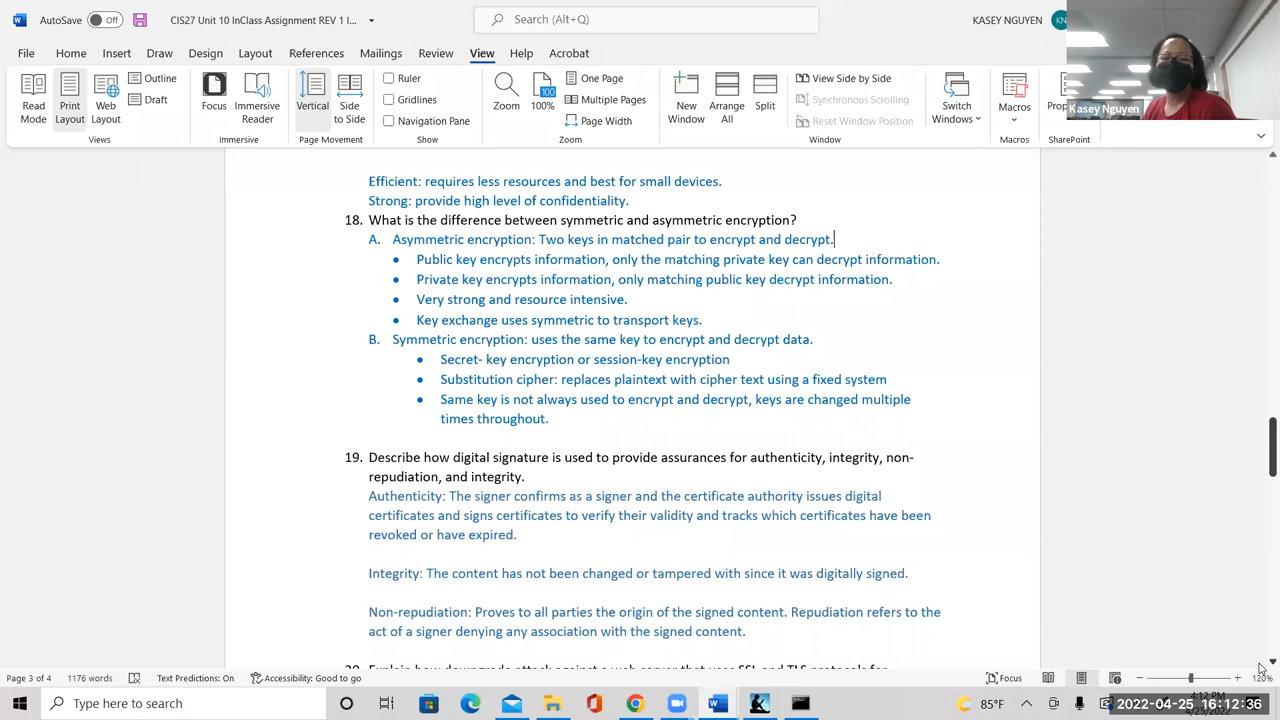 AutoSave Off CIS27 Unit 10 InClass Assignment REV 1 I... Search (Alt+Q) KASEY NGUYEN KN
File Home Insert Draw Design Layout References Mailings Review View Help Acrobat
Read Mode Print Layout Web Layout Outline Draft Focus Immersive Reader Vertical Side to Side Ruler Gridlines Navigation Pane Zoom 100% One Page Multiple Pages Page Width New Window Arrange All Split View Side by Side Synchronous Scrolling Reset Window Position Switch Windows Macros
Kasey Nguyen
Views Immersive Page Movement Show Zoom Window Macros SharePoint
Efficient: requires less resources and best for small devices.
Strong: provide high level of confidentiality.
18. What is the difference between symmetric and asymmetric encryption?
A. Asymmetric encryption: Two keys in matched pair to encrypt and decrypt.
• Public key encrypts information, only the matching private key can decrypt information.
• Private key encrypts information, only matching public key decrypt information.
• Very strong and resource intensive.
• Key exchange uses symmetric to transport keys.
B. Symmetric encryption: uses the same key to encrypt and decrypt data.
• Secret- key encryption or session-key encryption
• Substitution cipher: replaces plaintext with cipher text using a fixed system
• Same key is not always used to encrypt and decrypt, keys are changed multiple
times throughout.
19. Describe how digital signature is used to provide assurances for authenticity, integrity, non-
repudiation, and integrity.
Authenticity: The signer confirms as a signer and the certificate authority issues digital
certificates and signs certificates to verify their validity and tracks which certificates have been
revoked or have expired.
Integrity: The content has not been changed or tampered with since it was digitally signed.
Non-repudiation: Proves to all parties the origin of the signed content. Repudiation refers to the
act of a signer denying any association with the signed content.
Page 3 of 4 1176 words Text Predictions: On Accessibility: Good to go Focus 120%
Type here to search 85°F 4:12 PM
2022-04-25 16:12:36